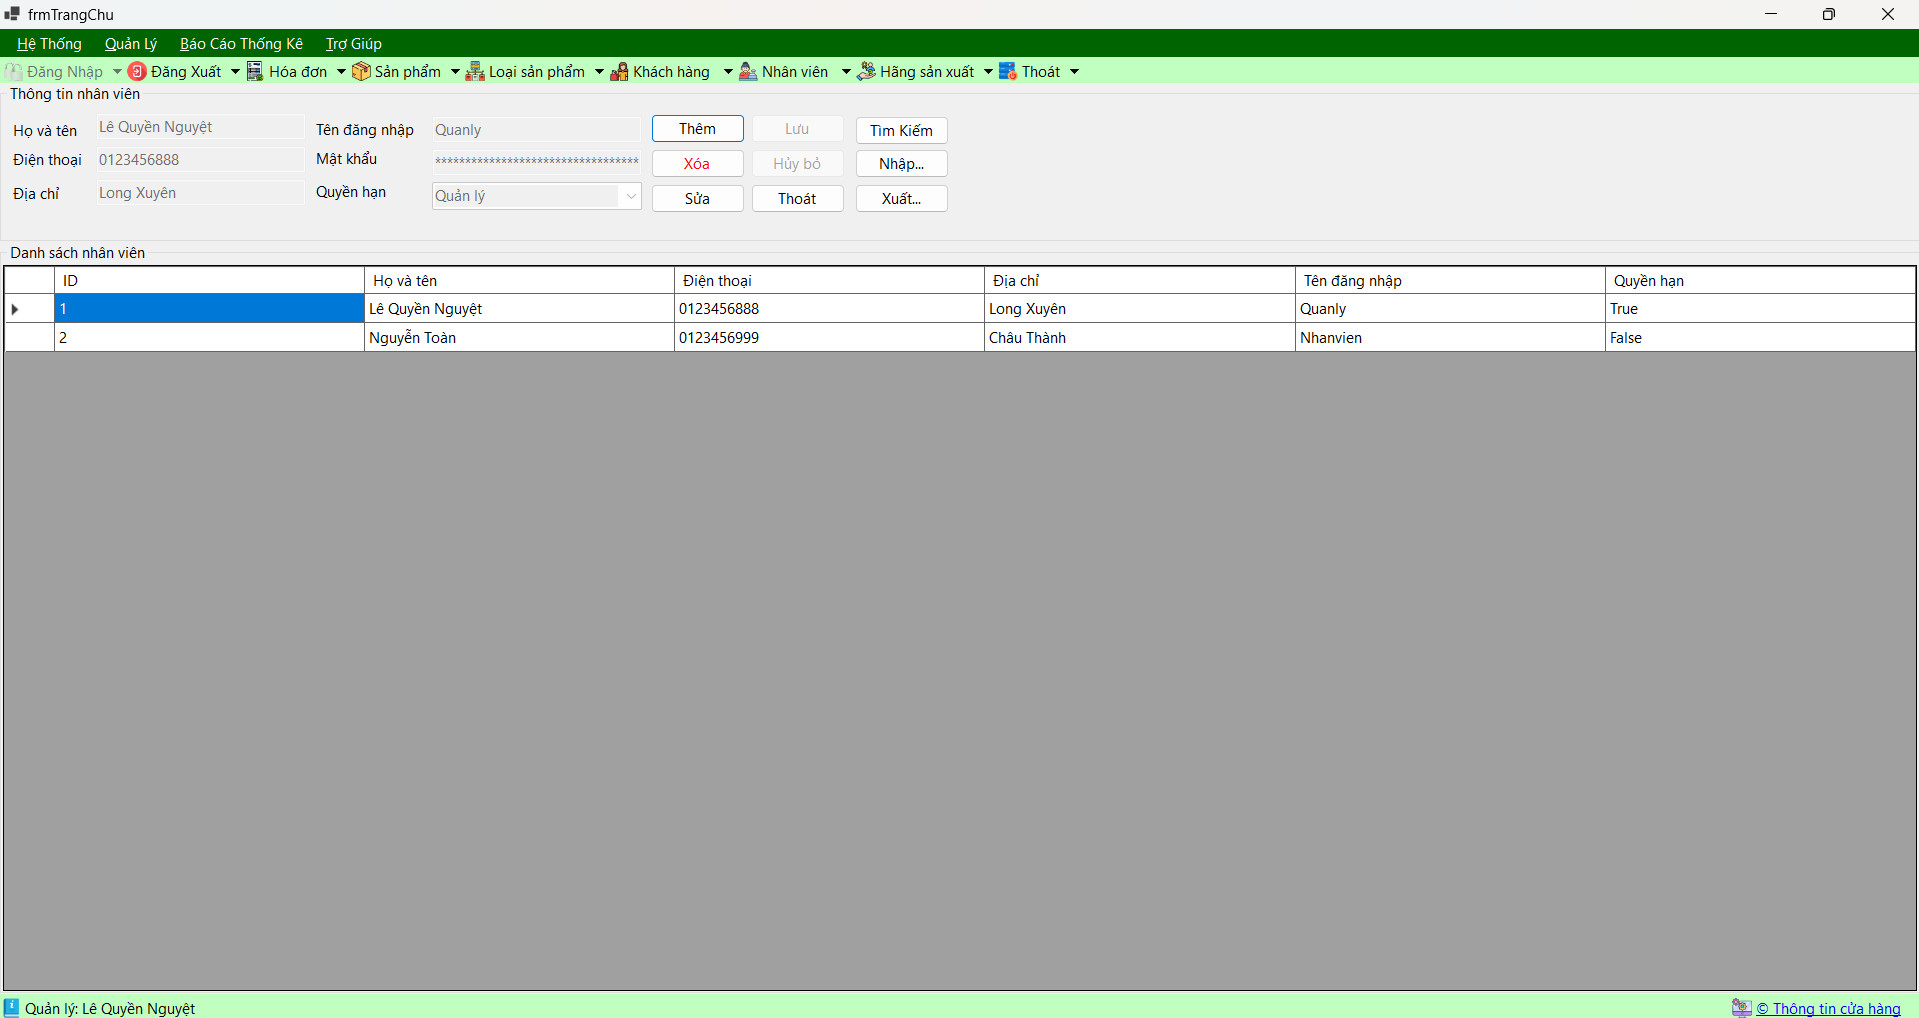 frmTrangChu
Hệ Thống Quản Lý Báo Cáo Thống Kê Trợ Giúp
Đăng Nhập Đăng Xuất Hóa đơn Sản phẩm Loại sản phẩm Khách hàng Nhân viên Hãng sản xuất Thoát
Thông tin nhân viên
Họ và tên Lê Quyền Nguyệt Tên đăng nhập Quanly Thêm Lưu Tìm Kiếm
Điện thoại 0123456888 Mật khẩu ********************************** Xóa Hủy bỏ Nhập...
Địa chỉ Long Xuyên Quyền hạn Quản lý Sửa Thoát Xuất...
Danh sách nhân viên
ID Họ và tên Điện thoại Địa chỉ Tên đăng nhập Quyền hạn
1 Lê Quyền Nguyệt 0123456888 Long Xuyên Quanly True
2 Nguyễn Toàn 0123456999 Châu Thành Nhanvien False
Quản lý: Lê Quyền Nguyệt © Thông tin cửa hàng